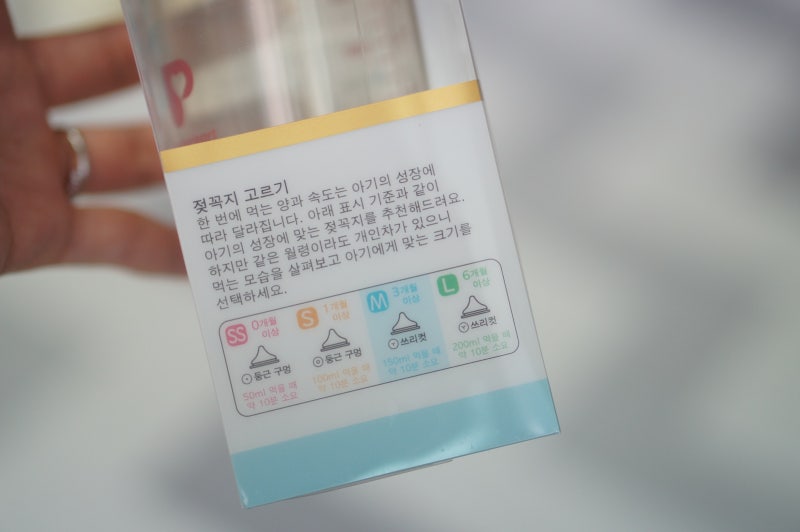 젖꼭지 고르기
한 번에 먹는 양과 속도는 아기의 성장에
따라 달라집니다. 아래 표시 기준과 같이
아기의 성장에 맞는 젖꼭지를 추천해드려요.
하지만 같은 월령이라도 개인차가 있으니
먹는 모습을 살펴보고 아기에게 맞는 크기를
선택하세요.
SS 0개월 이상
둥근 구멍
50ml 먹을 때
약 10분 소요
S 1개월 이상
둥근 구멍
100ml 먹을 때
약 10분 소요
M 3개월 이상
쓰리컷
150ml 먹을 때
약 10분 소요
L 6개월 이상
쓰리컷
200ml 먹을 때
약 10분 소요